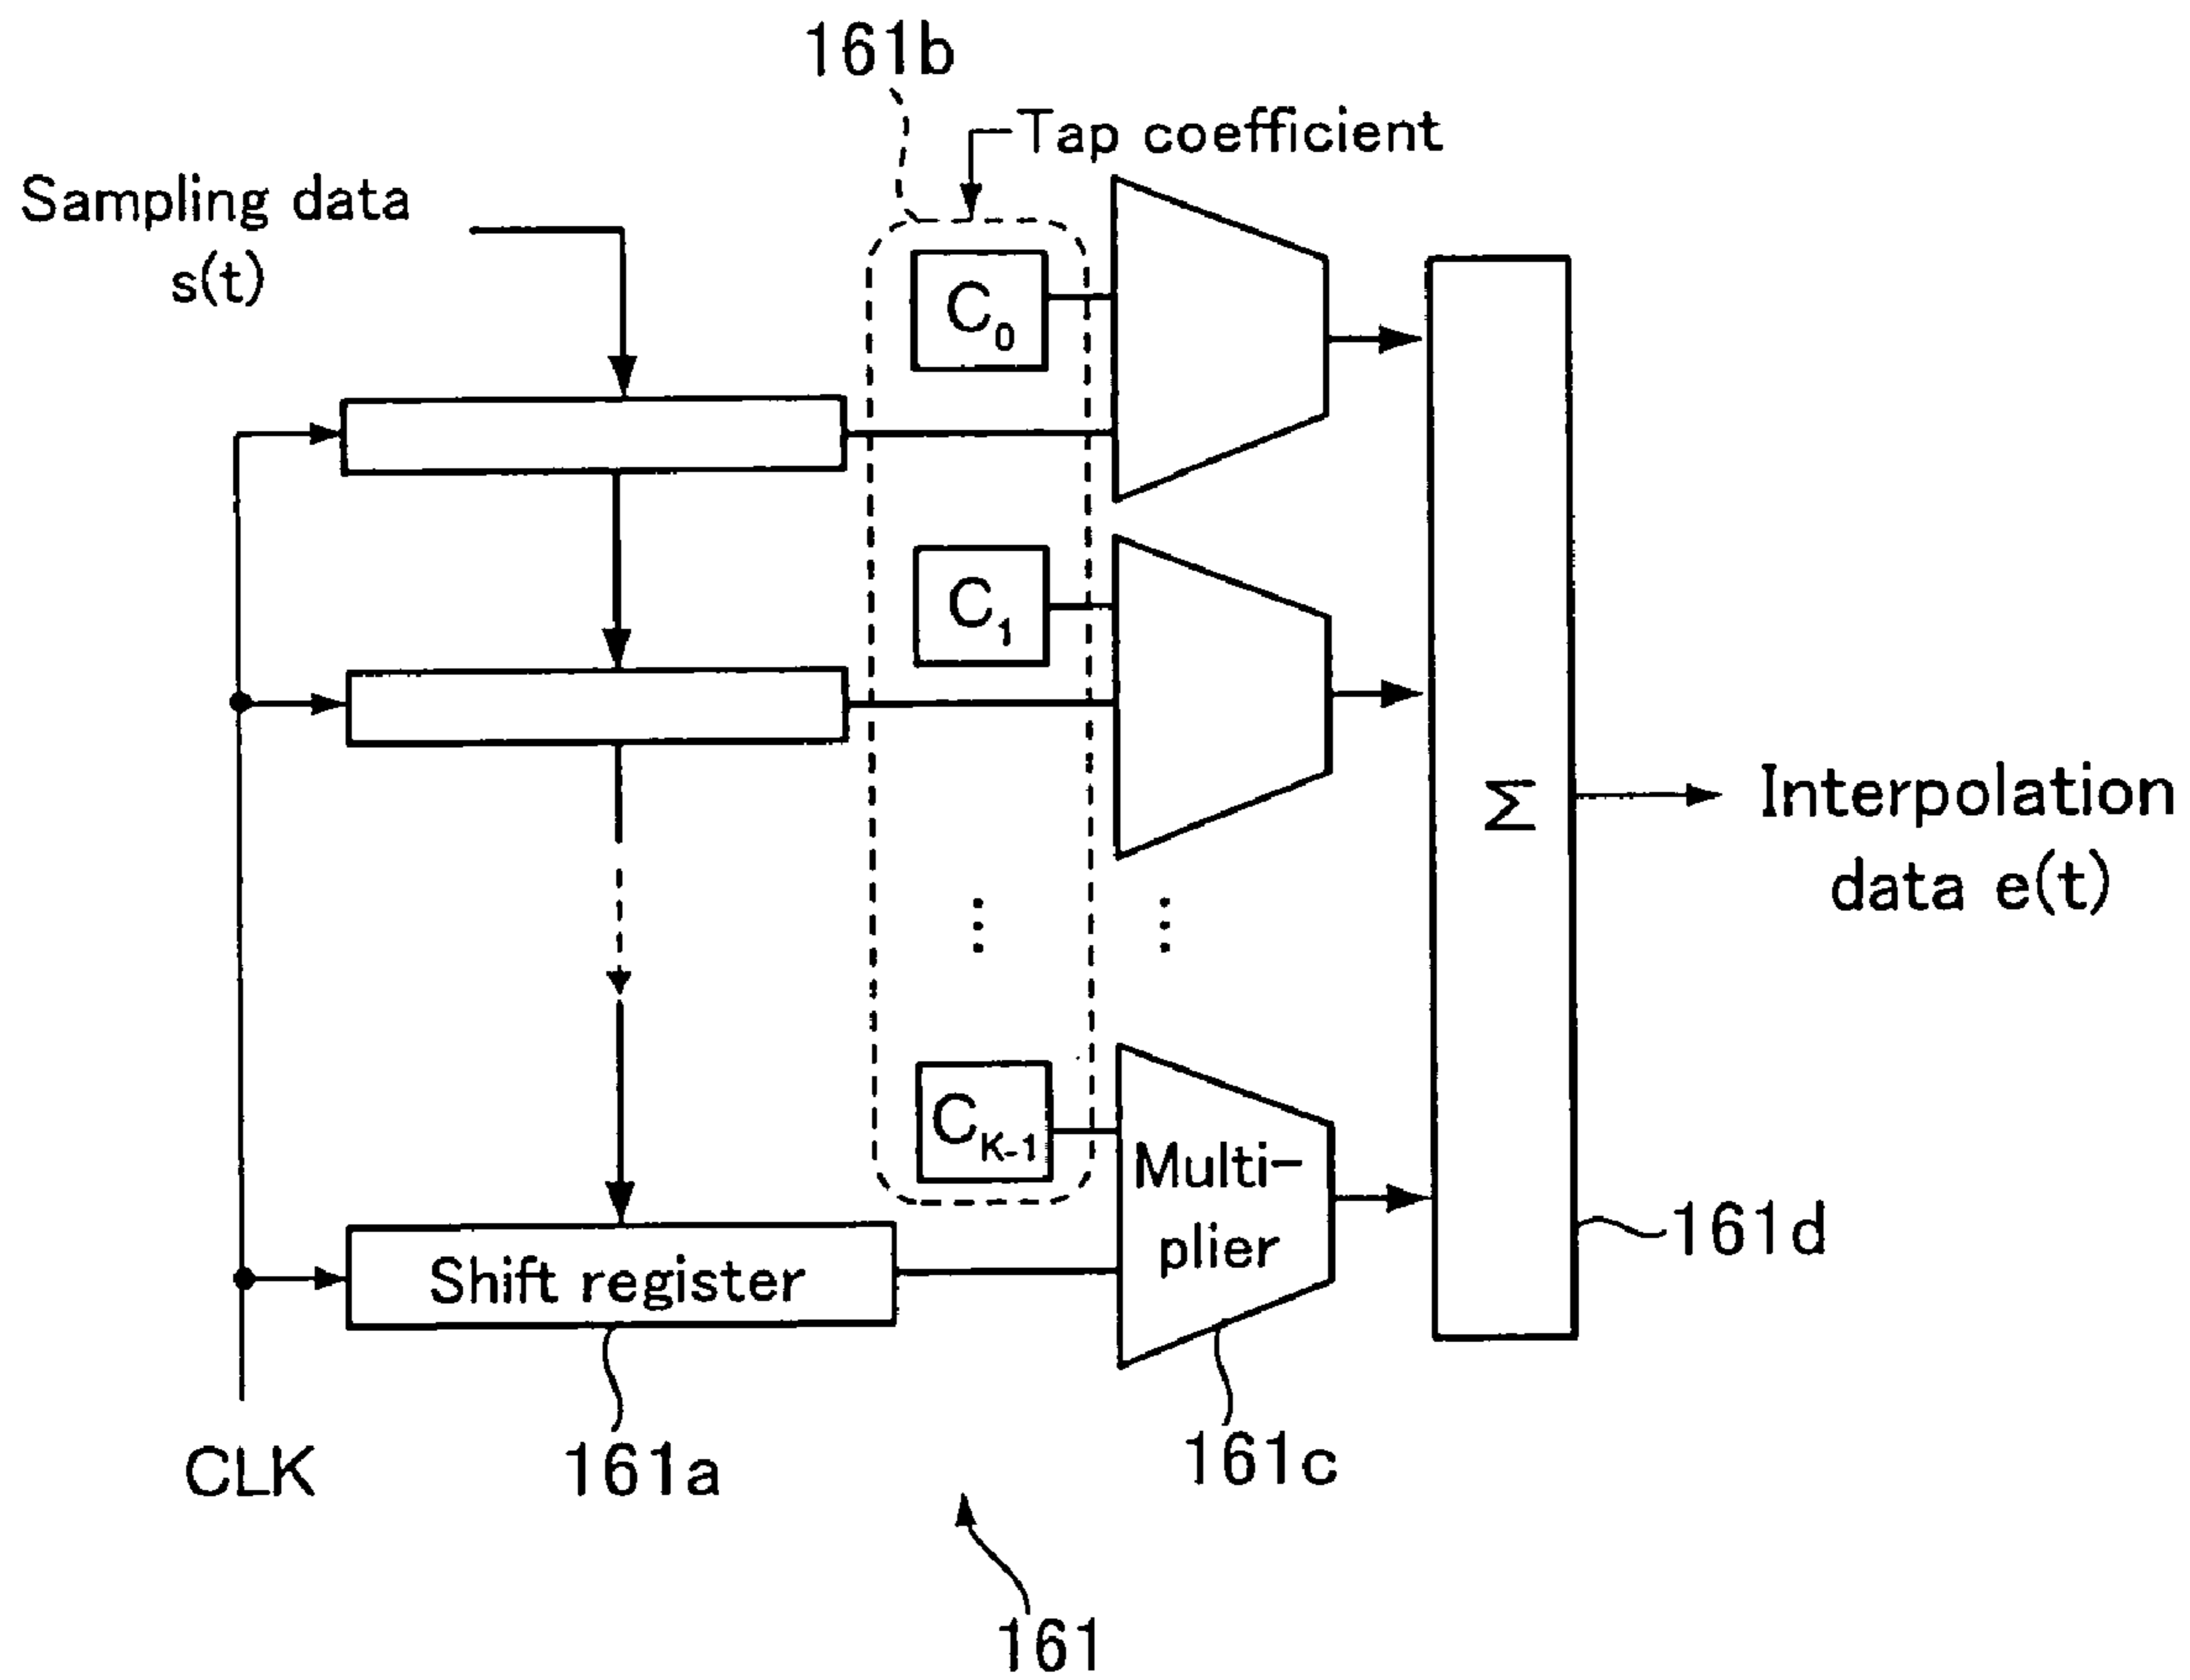 161b
Tap coefficient
Sampling data
s(t)
C0
C1
Σ
Interpolation
data e(t)
CK-1
Multi-
plier
161d
Shift register
CLK
161a
161c
161